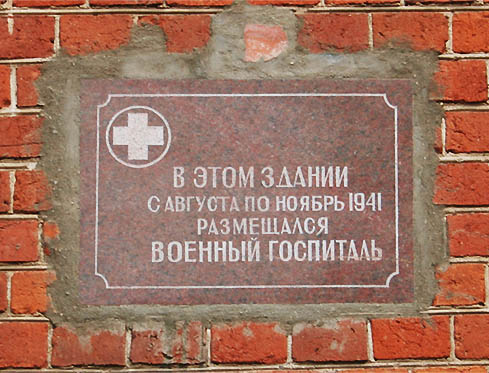 В ЭТОМ ЗДАНИИ
С АВГУСТА ПО НОЯБРЬ 1941
РАЗМЕЩАЛСЯ
ВОЕННЫЙ ГОСПИТАЛЬ